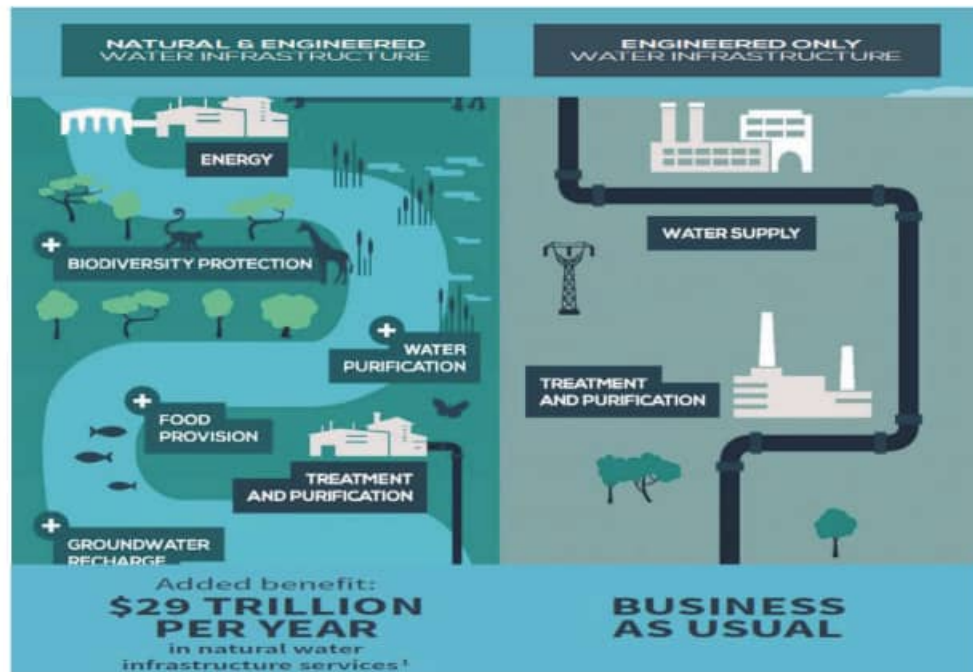 NATURAL & ENGINEERED
WATER INFRASTRUCTURE
ENERGY
BIODIVERSITY PROTECTION
WATER
PURIFICATION
FOOD
PROVISION
TREATMENT
AND PURIFICATION
GROUNDWATER
RECHARGE
Added benefit:
$29 TRILLION
PER YEAR
in natural water
infrastructure services¹
ENGINEERED ONLY
WATER INFRASTRUCTURE
WATER SUPPLY
TREATMENT
AND PURIFICATION
BUSINESS
AS USUAL